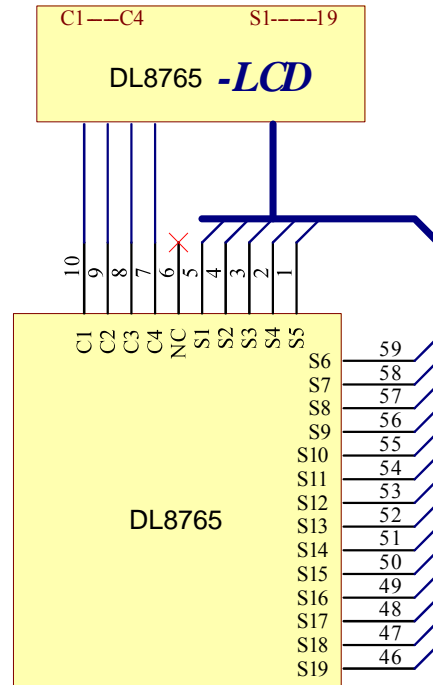 C1----C4 S1-----19
DL8765 -LCD
10 9 8 7 6 5 4 3 2 1
C1 C2 C3 C4 NC S1 S2 S3 S4 S5
S6 59
S7 58
S8 57
S9 56
S10 55
S11 54
S12 53
DL8765
S13 52
S14 51
S15 50
S16 49
S17 48
S18 47
S19 46